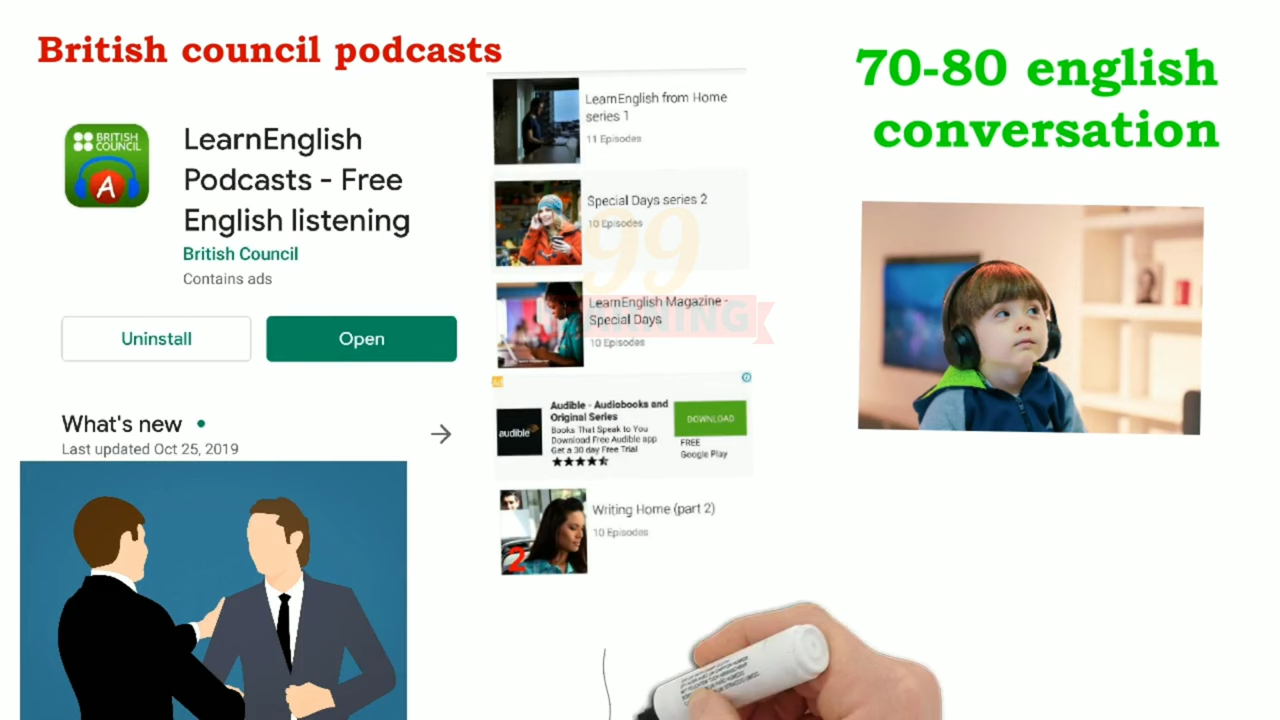 British council podcasts
BRITISH
COUNCIL
A
LearnEnglish
Podcasts - Free
English listening
British Council
Contains ads
Uninstall
Open
What's new
Last updated Oct 25, 2019
LearnEnglish from Home
series 1
11 Episodes
Special Days series 2
10 Episodes
99
LearnEnglish Magazine -
Special Days
10 Episodes
Ad
audible
Audible - Audiobooks and
Original Series
Books That Speak to You
Download Free Audible app
Get a 30 day Free Trial
DOWNLOAD
FREE
Google Play
2
Writing Home (part 2)
10 Episodes
70-80 english
conversation